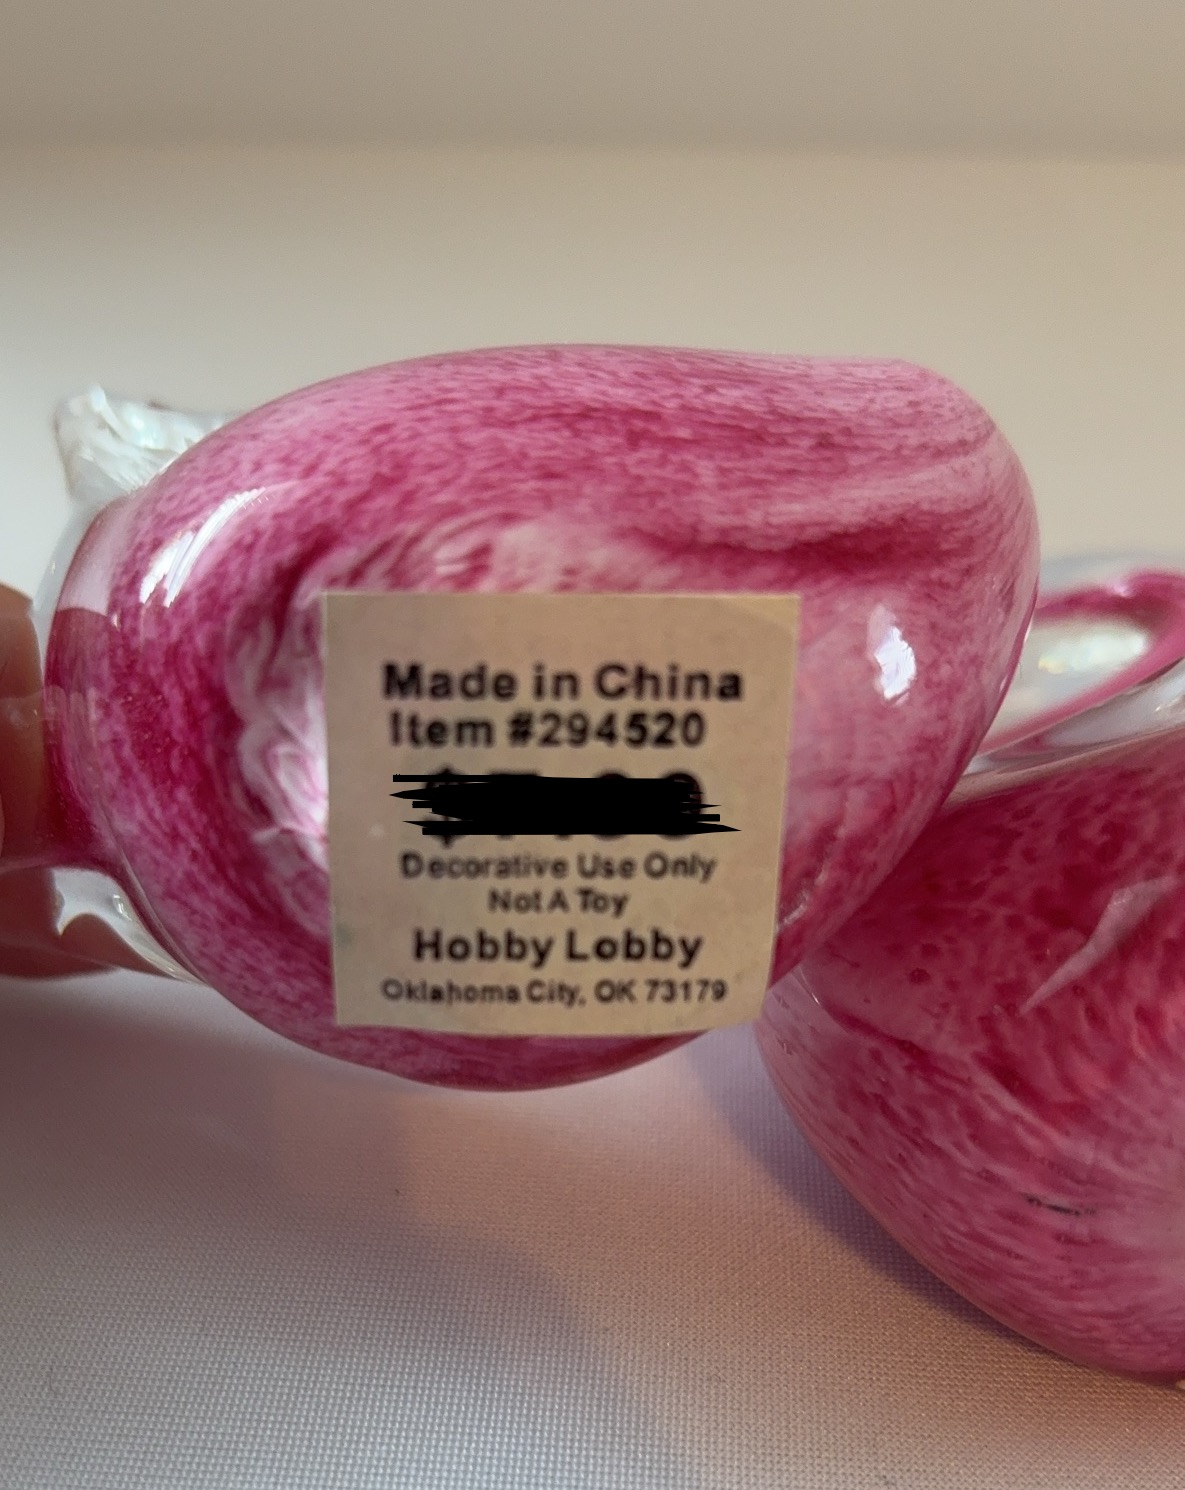 Made in China
Item #294520
Decorative Use Only
Not A Toy
Hobby Lobby
Oklahoma City, OK 73179